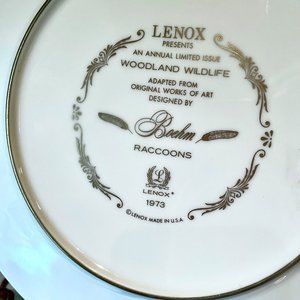 LENOX
PRESENTS
AN ANNUAL LIMITED ISSUE
WOODLAND WILDLIFE
ADAPTED FROM
ORIGINAL WORKS OF ART
DESIGNED BY
Boehm
RACCOONS
L
LENOX®
1973
©LENOX MADE IN U.S.A.